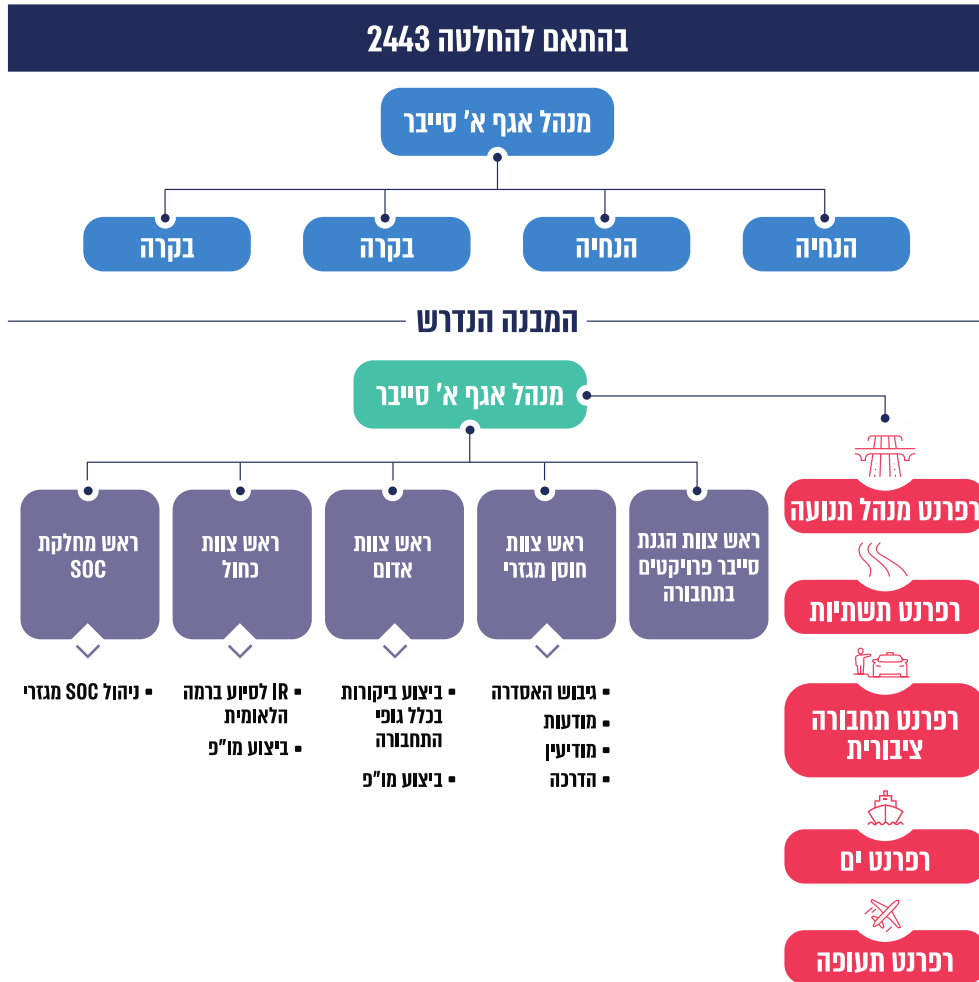 בהתאם להחלטה 2443
מנהל אגף א' סייבר
הנחיה
הנחיה
בקרה
בקרה
המבנה הנדרש
מנהל אגף א' סייבר
רפרנט מנהל תנועה
רפרנט תשתיות
רפרנט תחבורה
ציבורית
רפרנט ים
רפרנט תעופה
ראש צוות הגנת
סייבר פרויקטים
בתחבורה
ראש צוות
חוסן מגזרי
▪ גיבוש האסדרה
▪ מודעות
▪ מודיעין
▪ הדרכה
ראש צוות
אדום
▪ ביצוע ביקורות
בכלל גופי
התחבורה
▪ ביצוע מו"פ
ראש צוות
כחול
▪ IR לסיוע ברמה
הלאומית
▪ ביצוע מו"פ
ראש מחלקת
SOC
▪ ניהול SOC מגזרי